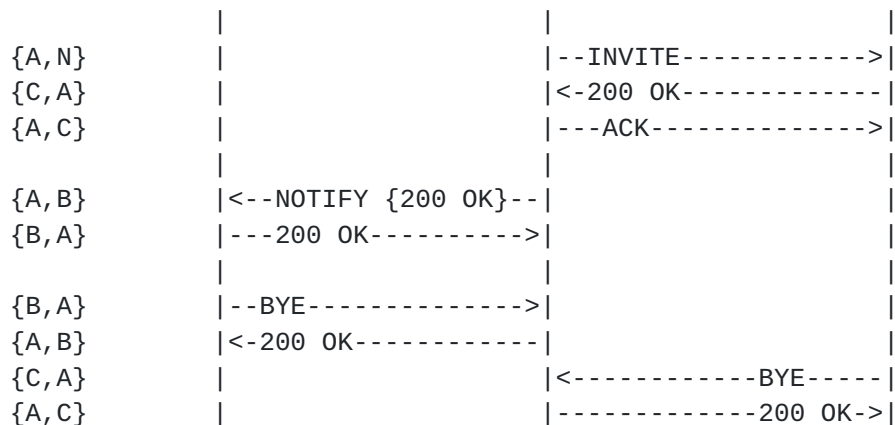 |                 |                  |
{A,N}       |                 |--INVITE----------->|
{C,A}       |                 |<-200 OK------------|
{A,C}       |                 |---ACK------------->|
            |                 |                  |
{A,B}       |<--NOTIFY {200 OK}--|                  |
{B,A}       |---200 OK---------->|                  |
            |                 |                  |
{B,A}       |--BYE-------------->|                  |
{A,B}       |<-200 OK------------|                  |
{C,A}       |                 |<------------BYE-----|
{A,C}       |                 |-------------200 OK->|